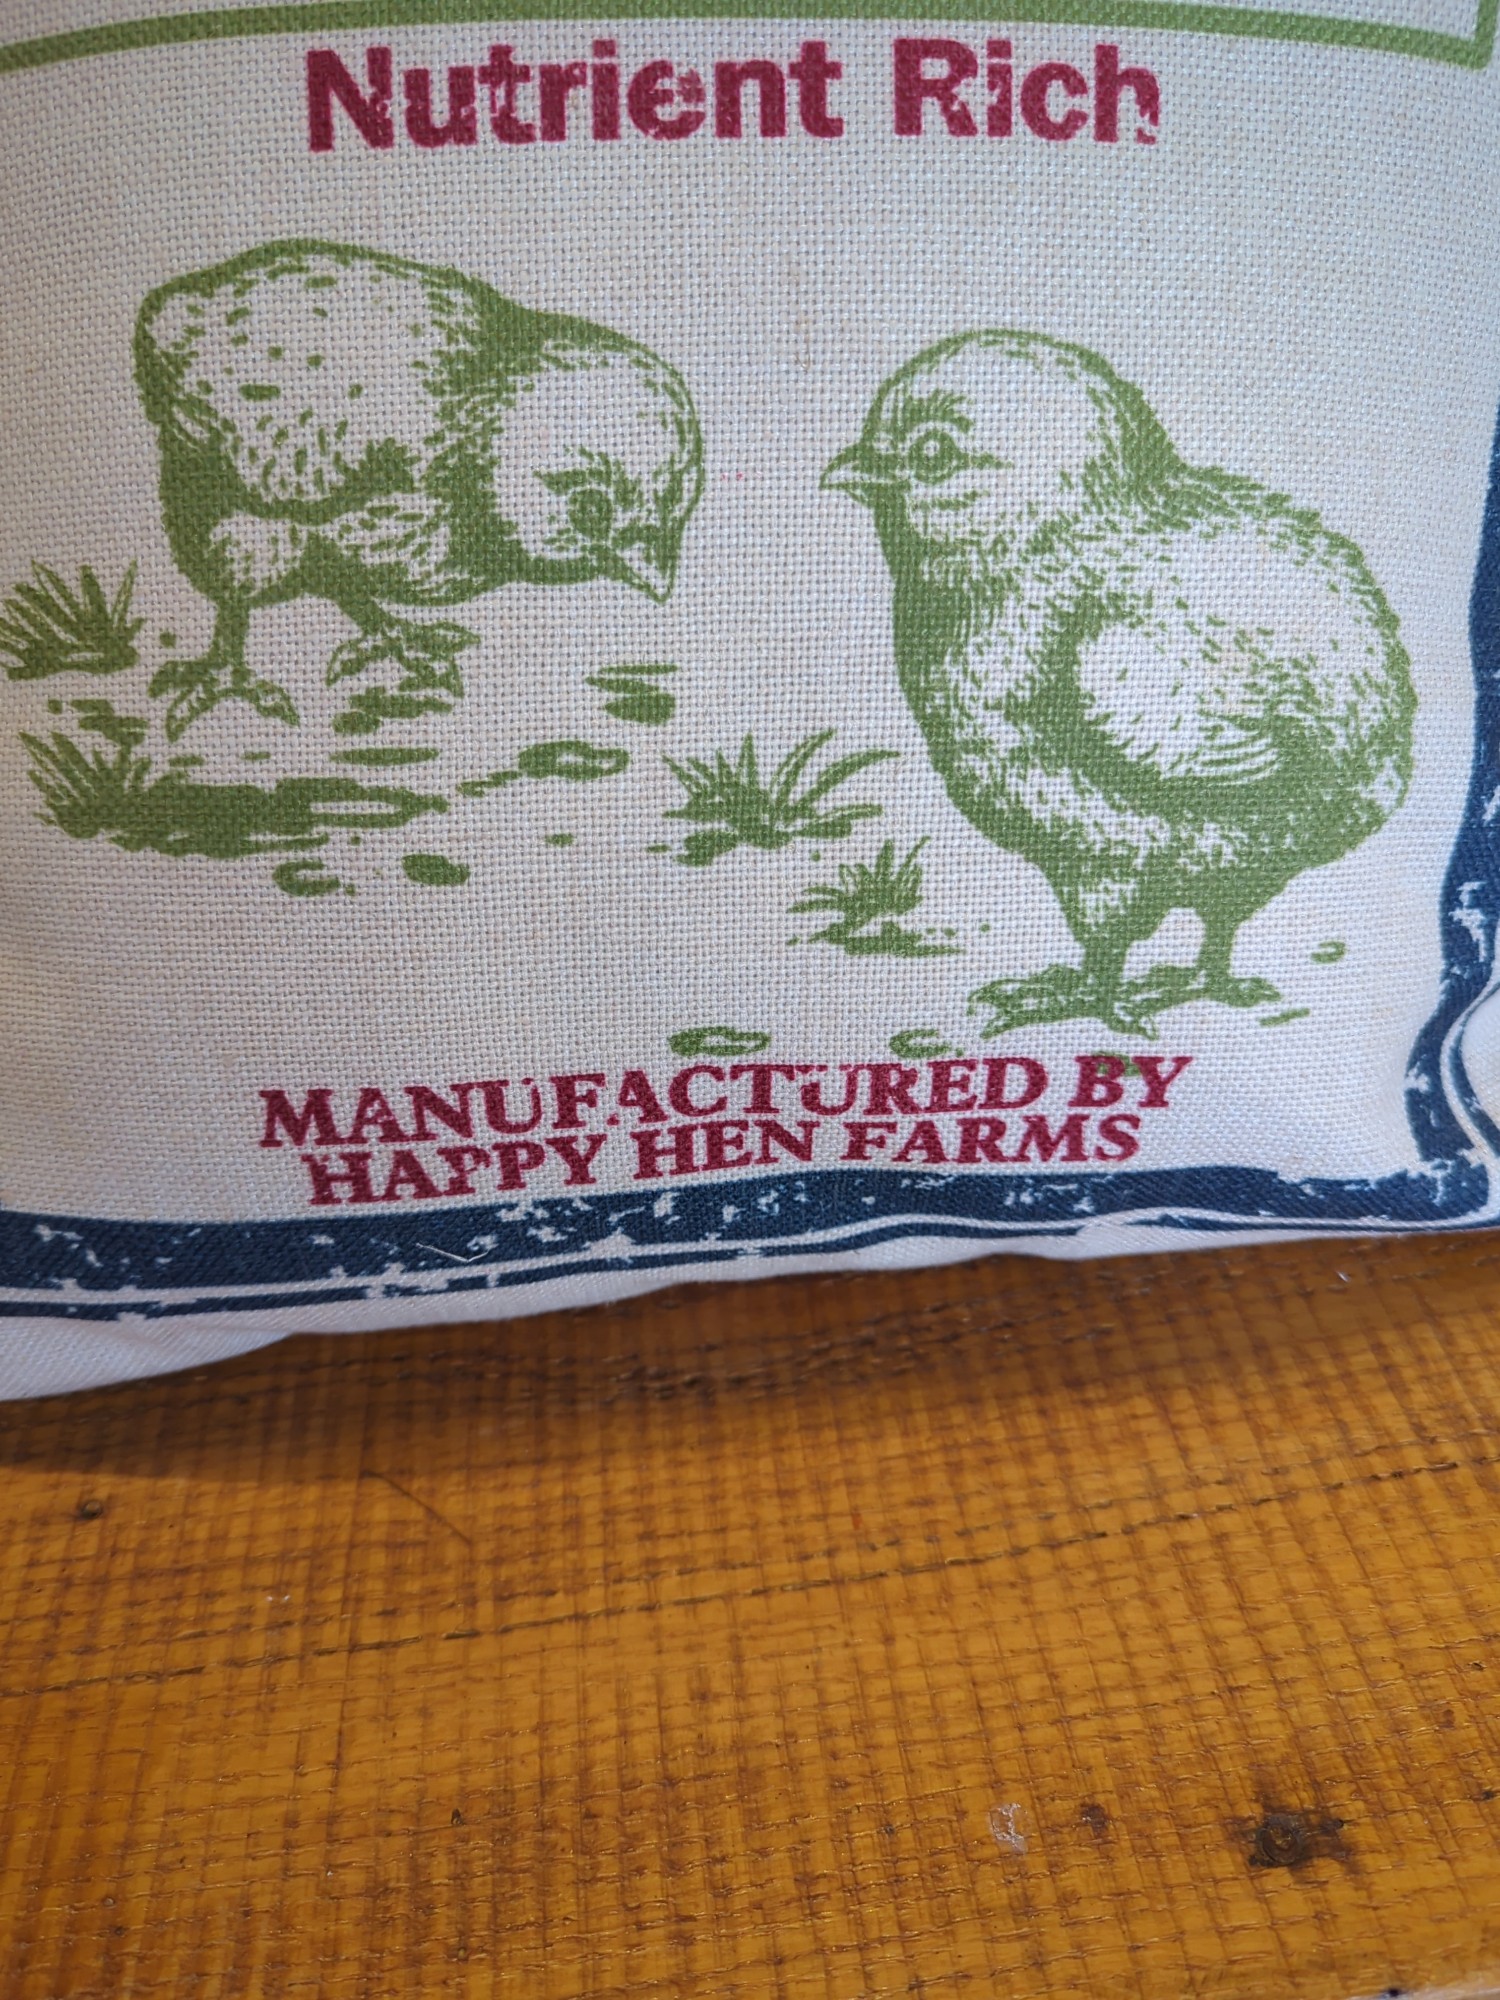 Nutrient Rich
MANUFACTURED BY
HAPPY HEN FARMS